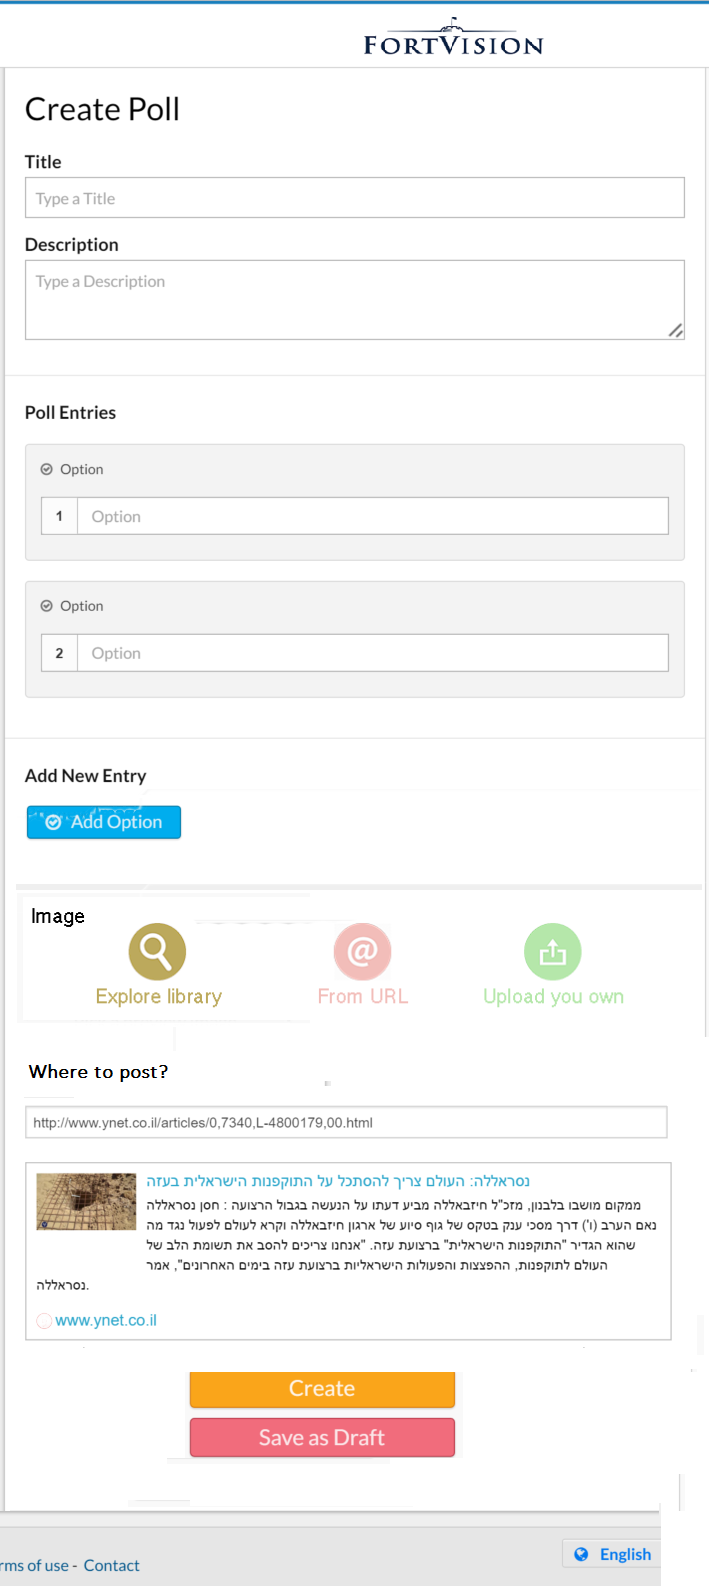 FORTVISION
Create Poll
Title
Type a Title
Description
Type a Description
Poll Entries
Option
1 Option
Option
2 Option
Add New Entry
Add Option
Image
Explore library
From URL
Upload you own
Where to post?
http://www.ynet.co.il/articles/0,7340,L-4800179,00.html
נסראללה: העולם צריך להסתכל על התוקפנות הישראלית בעזה
ממקום מושבו בלבנון, מזכ"ל חיזבאללה מביע דעתו על הנעשה בגבול הרצועה : חסן נסראללה
נאם הערב (ו') דרך מסכי ענק בטקס של גוף סיוע של ארגון חיזבאללה וקרא לעולם לפעול נגד מה
שהוא הגדיר "התוקפנות הישראלית" ברצועת עזה. "אנחנו צריכים להסב את תשומת הלב של
העולם לתוקפנות, ההפצצות והפעולות הישראליות ברצועת עזה בימים האחרונים", אמר
נסראללה.
www.ynet.co.il
Create
Save as Draft
rms of use - Contact
English